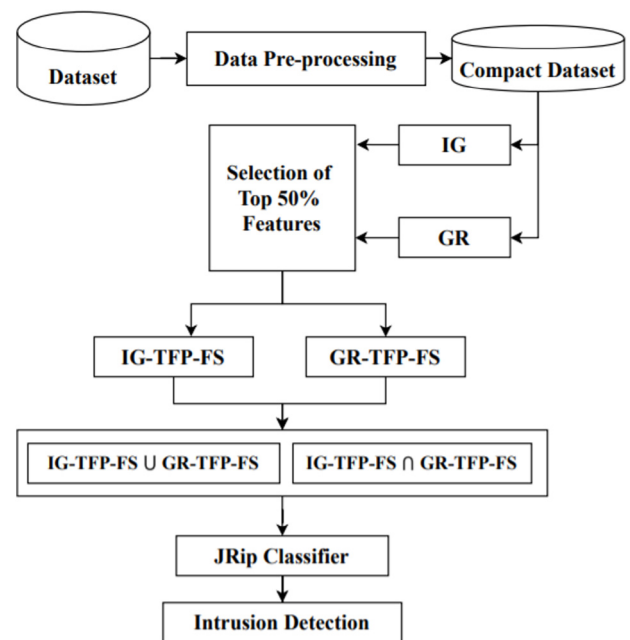 Dataset
Data Pre-processing
Compact Dataset
IG
Selection of
Top 50%
Features
GR
IG-TFP-FS
GR-TFP-FS
IG-TFP-FS ∪ GR-TFP-FS
IG-TFP-FS ∩ GR-TFP-FS
JRip Classifier
Intrusion Detection